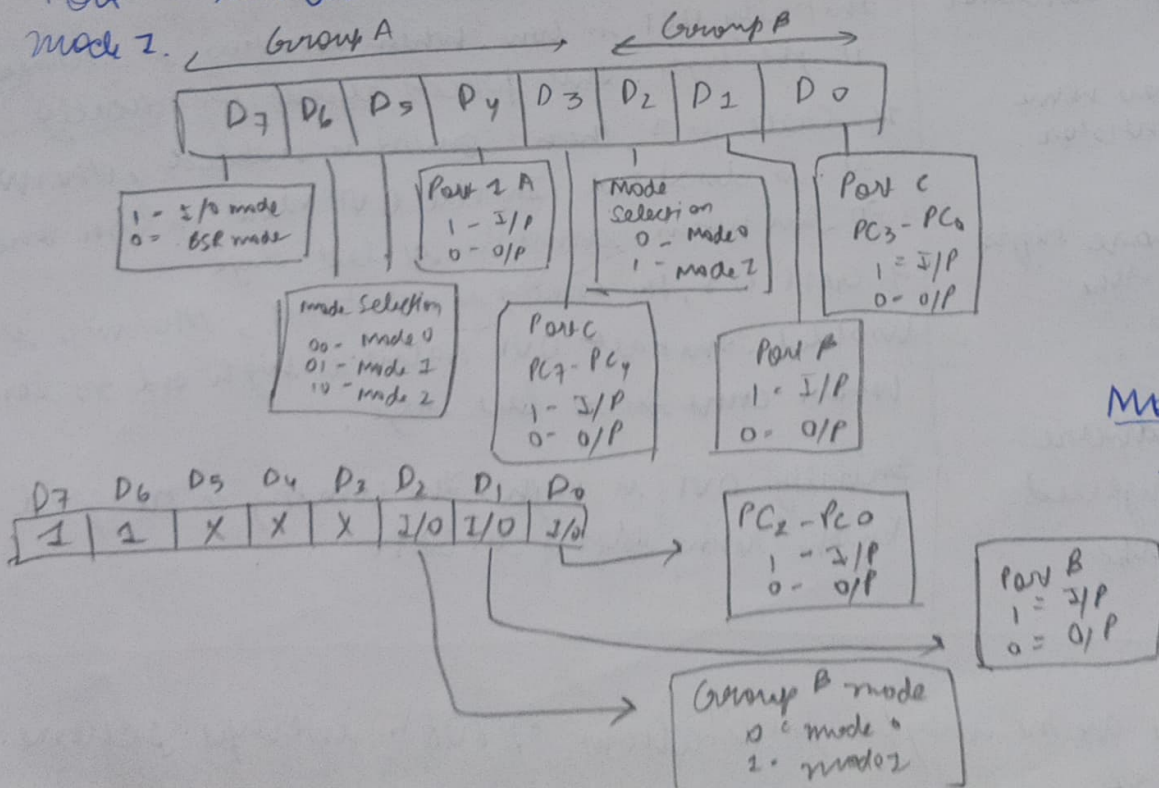 mode 1.
Group A
Group B
D7 D6 D5 D4 D3 D2 D1 D0
1 - I/O mode
0 = BSR mode
Port 1 A
1 - I/P
0 - O/P
Mode
Selection
0 - Mode 0
1 - Mode 1
Port C
PC3 - PC0
1 = I/P
0 - O/P
mode Selection
00 - mode 0
01 - mode 1
10 - mode 2
Port C
PC7 - PC4
1 - I/P
0 - O/P
Port B
1 - I/P
0 = O/P
D7 D6 D5 D4 D3 D2 D1 D0
1 1 X X X I/O I/O I/O
PC2 - PC0
1 - I/P
0 - O/P
Port B
1 = I/P
0 = O/P
Group B mode
0 = mode 0
1 - mode 1